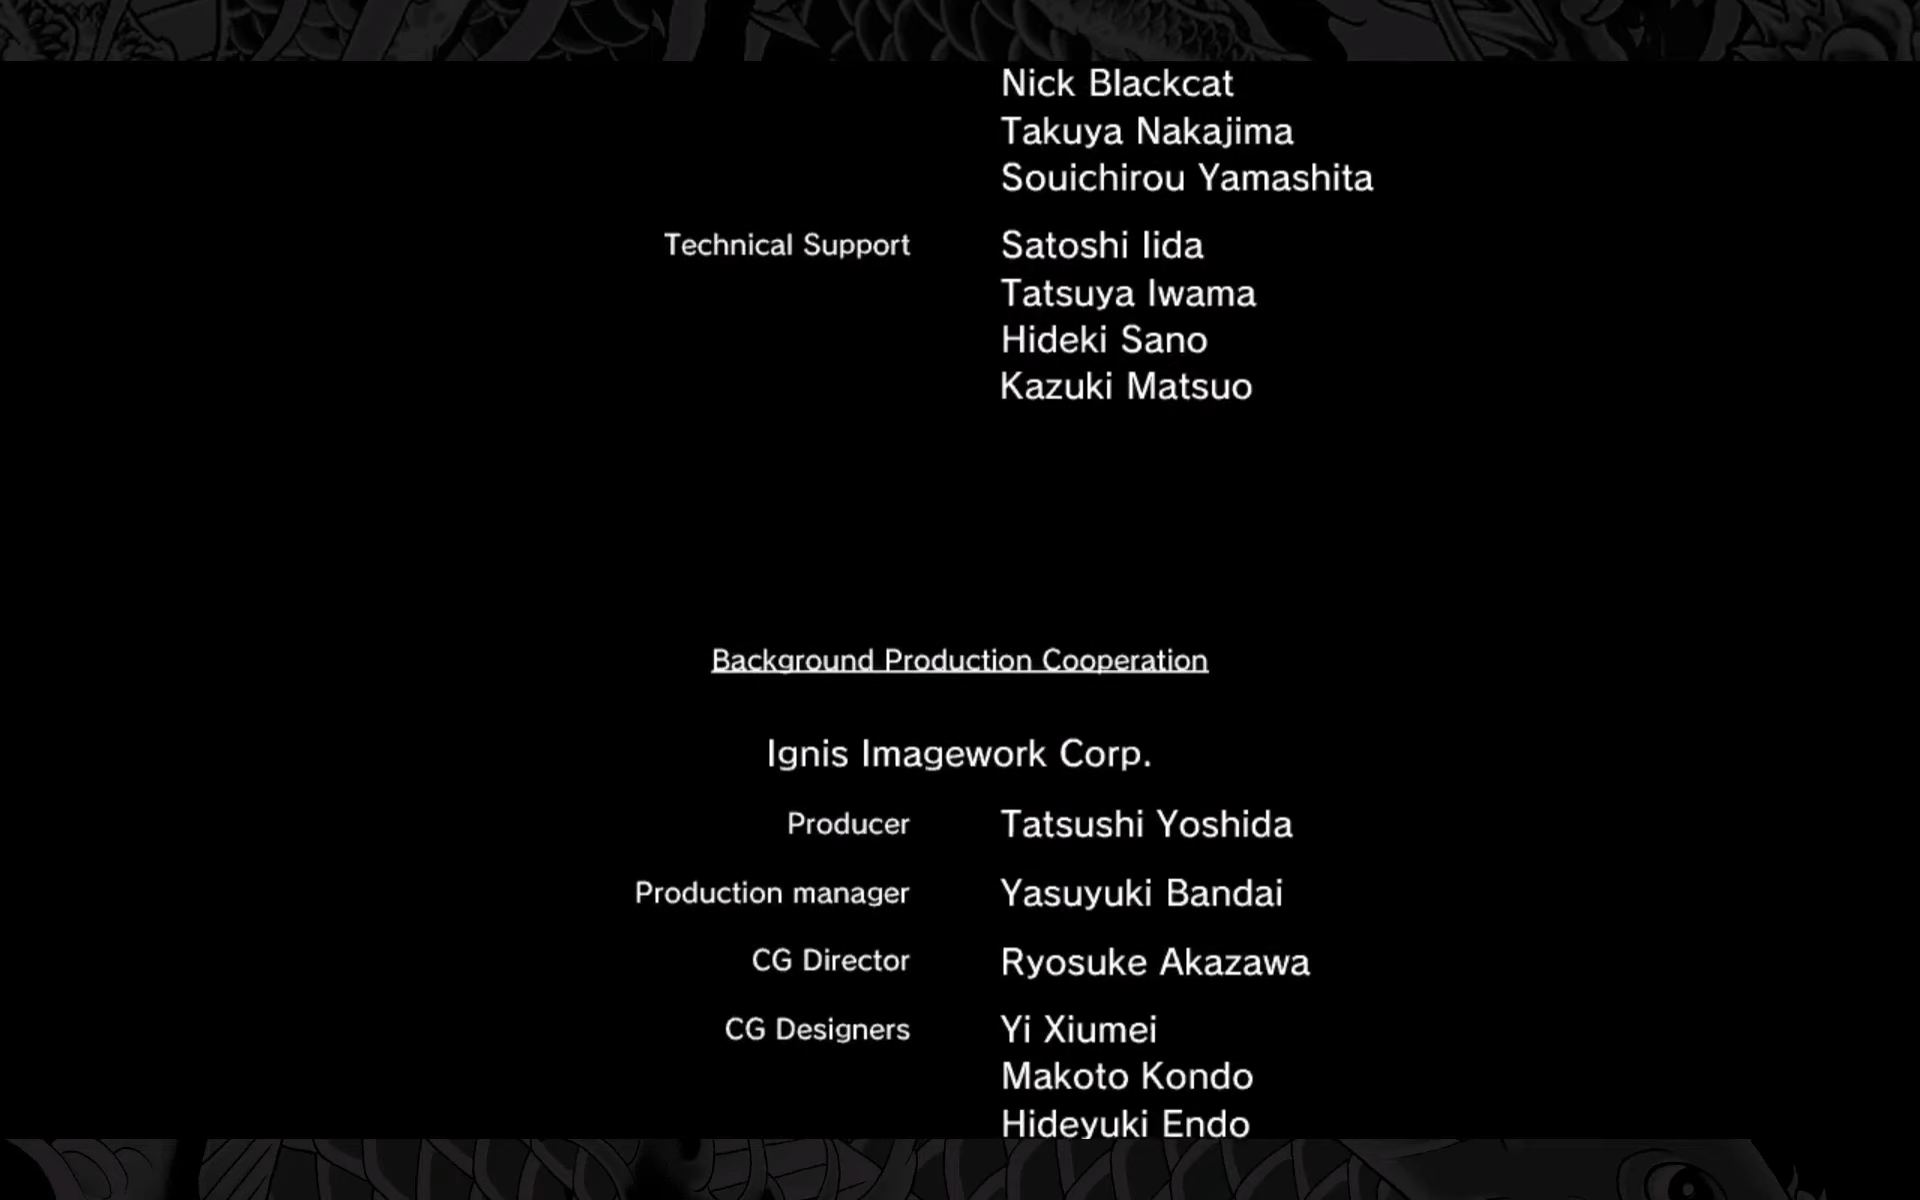 Nick Blackcat
Takuya Nakajima
Souichirou Yamashita
Technical Support Satoshi Iida
Tatsuya Iwama
Hideki Sano
Kazuki Matsuo
Background Production Cooperation
Ignis Imagework Corp.
Producer Tatsushi Yoshida
Production manager Yasuyuki Bandai
CG Director Ryosuke Akazawa
CG Designers Yi Xiumei
Makoto Kondo
Hideyuki Endo